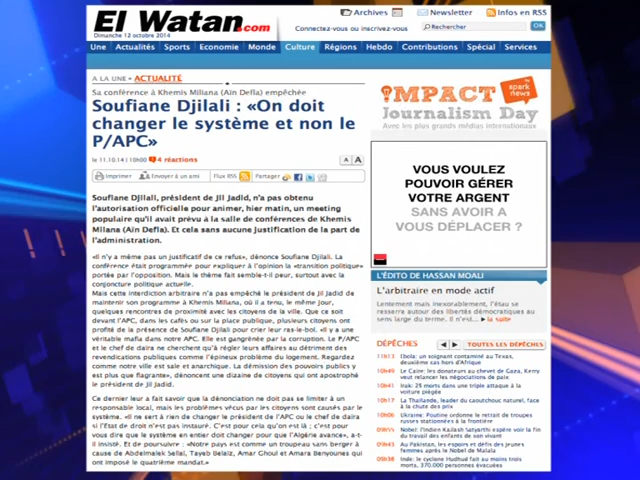 El Watan.com
Dimanche 12 octobre 2014
Archives
Newsletter
Infos en RSS
Connectez-vous ou inscrivez-vous
Rechercher
OK
Une Actualités Sports Economie Monde Culture Régions Hebdo Contributions Spécial Services
A LA UNE » ACTUALITÉ
Sa conférence à Khemis Miliana (Aïn Defla) empêchée
Soufiane Djilali : «On doit
changer le système et non le
P/APC»
le 11.10.14 | 10h00 4 réactions
A A
Imprimer Envoyer à un ami Flux RSS Partager
Soufiane Djilali, président de Jil Jadid, n'a pas obtenu
l'autorisation officielle pour animer, hier matin, un meeting
populaire qu'il avait prévu à la salle de conférences de Khemis
Miliana (Aïn Defla). Et cela sans aucune justification de la part de
l'administration.
«Il n'y a même pas un justificatif de ce refus», dénonce Soufiane Djilali. La
conférence était programmée pour expliquer à l'opinion la «transition politique»
portée par l'opposition. Mais le thème fait semble-t-il peur, surtout avec la
conjoncture politique actuelle.
Mais cette interdiction arbitraire n'a pas empêché le président de Jil Jadid de
maintenir son programme à Khemis Miliana, où il a tenu, le même jour,
quelques rencontres de proximité avec les citoyens de la ville. Que ce soit
devant l'APC, dans les cafés ou sur la place publique, plusieurs citoyens ont
profité de la présence de Soufiane Djilali pour crier leur ras-le-bol. «Il y a une
véritable mafia dans notre APC. Elle est gangrénée par la corruption. Le P/APC
et le chef de daïra ne cherchent qu'à régler leurs affaires au détriment des
revendications publiques comme l'épineux problème du logement. Regardez
comme notre ville est sale et anarchique. La démission des pouvoirs publics y
est plus que flagrante», dénoncent une dizaine de citoyens qui ont apostrophé
le président de Jil Jadid.
Ce dernier leur a fait savoir que la dénonciation ne doit pas se limiter à un
responsable local, mais les problèmes vécus par les citoyens sont causés par le
système. «Il ne sert à rien de changer le président de l'APC ou le chef de daïra
si l'État de droit n'est pas instauré. C'est pour cela qu'on est là ; c'est pour
vous dire que le système en entier doit changer pour que l'Algérie avance», a-t-
il insisté. Et de poursuivre : «Notre pays est comme un troupeau sans berger à
cause de Abdelmalek Sellal, Tayeb Belaïz, Amar Ghoul et Amara Benyounes qui
ont imposé le quatrième mandat.»
IMPACT
spark
news
Journalism Day
Avec les plus grands médias internationaux
VOUS VOULEZ
POUVOIR GÉRER
VOTRE ARGENT
SANS AVOIR A
VOUS DÉPLACER ?
L'ÉDITO DE HASSAN MOALI
L'arbitraire en mode actif
Lentement mais inexorablement, l'étau se
resserre autour des libertés démocratiques au
sens large du terme. Il n'est... la suite
DÉPÊCHES
TOUTES LES DÉPÊCHES
11h13 Ebola: un soignant contaminé au Texas,
deuxième cas hors d'Afrique
10h49 Le Caire: les donateurs au chevet de Gaza, Kerry
veut relancer les négociations de paix
10h41 Irak: 25 morts dans une triple attaque à la
voiture piégée
10h17 La Thaïlande, leader du caoutchouc naturel, face
à la chute des prix
10h16 Ukraine: Poutine ordonne le retrait de troupes
russes stationnées à la frontière
09h43 Nobel: l'Indien Kailash Satyarthi espère voir la fin
du travail des enfants de son vivant
09h43 Au Pakistan, les espoirs et défis des jeunes
femmes après le Nobel de Malala
09h36 Inde: le cyclone Hudhud fait au moins trois
morts, 370.000 personnes évacuées